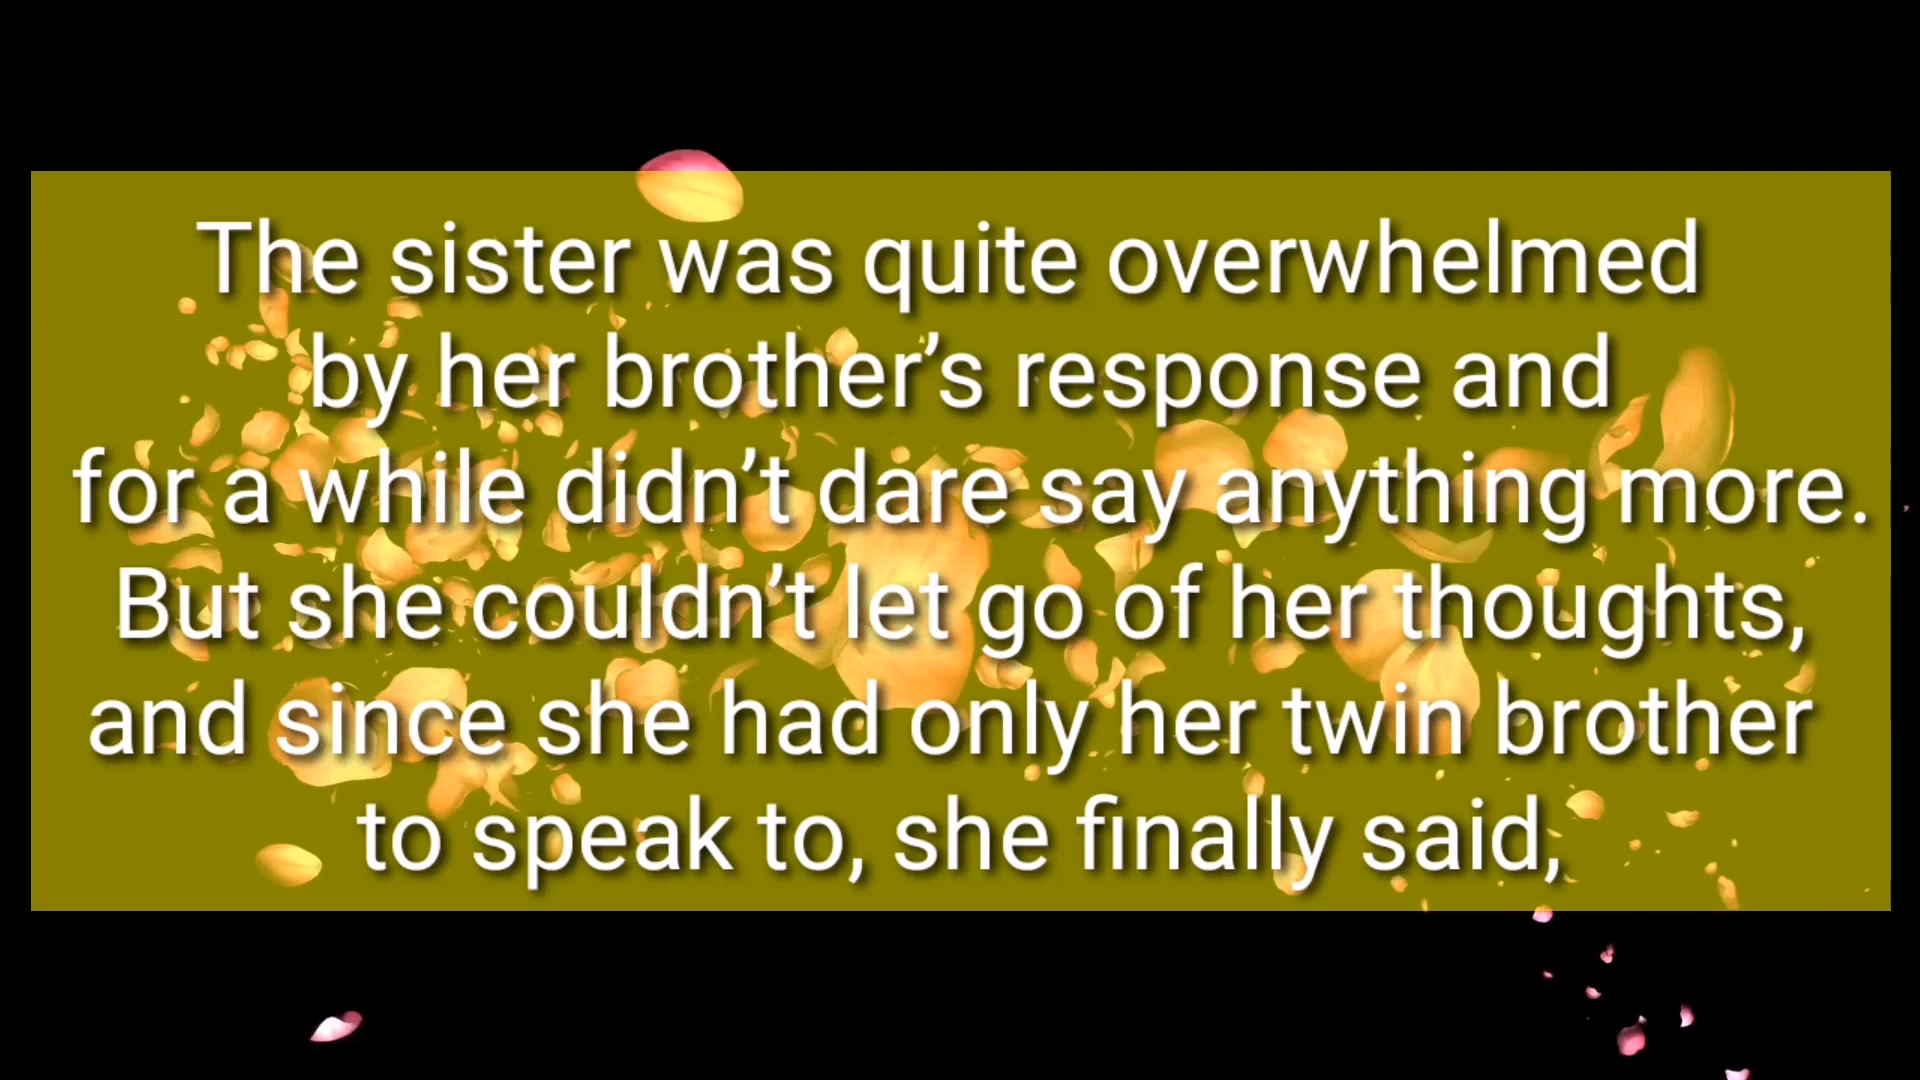 The sister was quite overwhelmed
by her brother’s response and
for a while didn’t dare say anything more.
But she couldn’t let go of her thoughts,
and since she had only her twin brother
to speak to, she finally said,